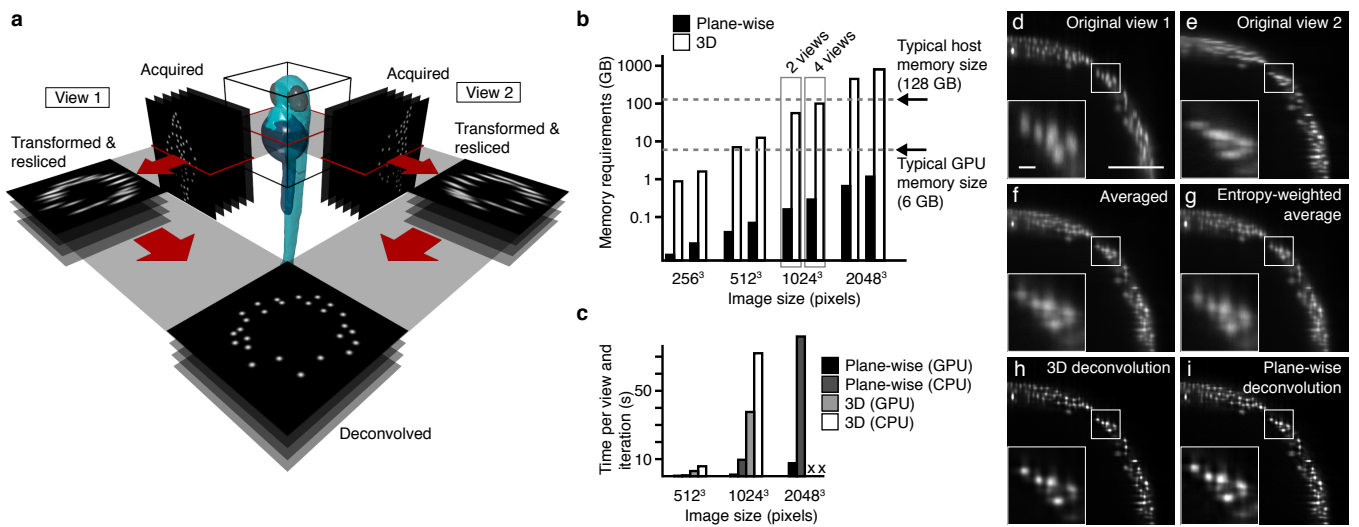 a
Acquired
View 1
Transformed &
resliced
Acquired
View 2
Transformed &
resliced
Deconvolved
b
Plane-wise
3D
2 views
4 views
Typical host
memory size
(128 GB)
Typical GPU
memory size
(6 GB)
Memory requirements (GB)
1000
100
10
1
0.1
256³
512³
1024³
2048³
Image size (pixels)
c
Time per view and
iteration (s)
50
10
Plane-wise (GPU)
Plane-wise (CPU)
3D (GPU)
3D (CPU)
x x
512³
1024³
2048³
Image size (pixels)
d
Original view 1
e
Original view 2
f
Averaged
g
Entropy-weighted
average
h
3D deconvolution
i
Plane-wise
deconvolution